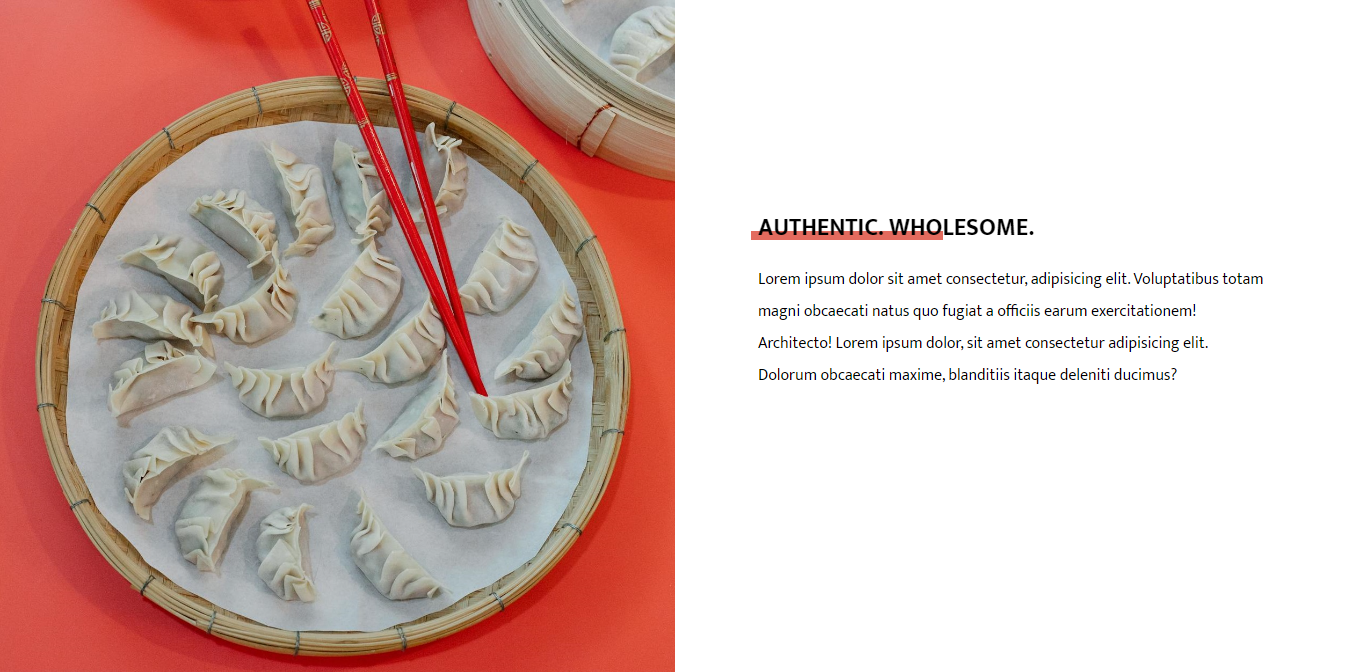 AUTHENTIC. WHOLESOME.
Lorem ipsum dolor sit amet consectetur, adipisicing elit. Voluptatibus totam
magni obcaecati natus quo fugiat a officiis earum exercitationem!
Architecto! Lorem ipsum dolor, sit amet consectetur adipisicing elit.
Dolorum obcaecati maxime, blanditiis itaque deleniti ducimus?